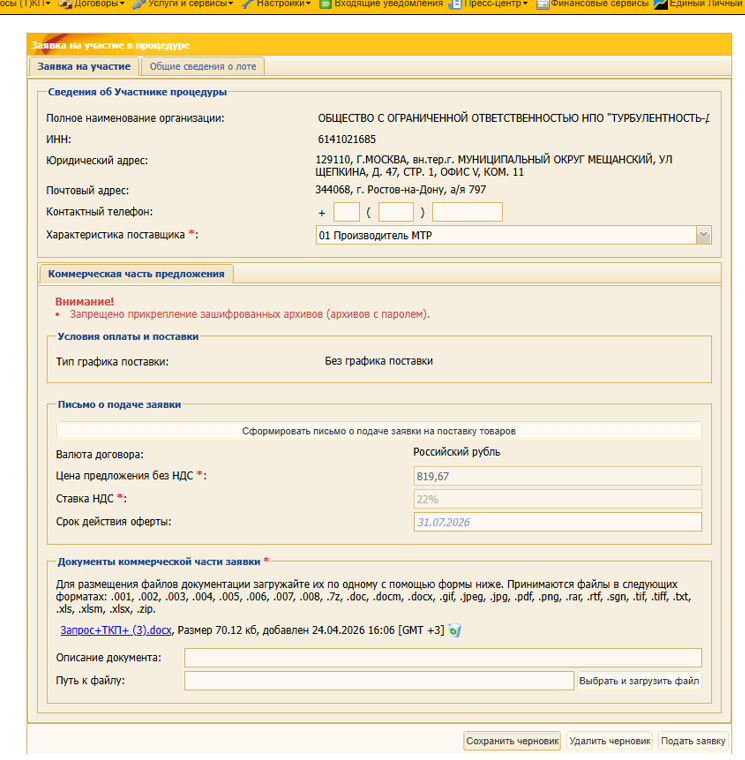 осы (Т)КП Договоры Услуги и сервисы Настройки Входящие уведомления Пресс-центр Финансовые сервисы Единый Личный
Заявка на участие в процедуре
Заявка на участие Общие сведения о лоте
Сведения об Участнике процедуры
Полное наименование организации: ОБЩЕСТВО С ОГРАНИЧЕННОЙ ОТВЕТСТВЕННОСТЬЮ НПО "ТУРБУЛЕНТНОСТЬ-Д
ИНН: 6141021685
Юридический адрес: 129110, Г.МОСКВА, вн.тер.г. МУНИЦИПАЛЬНЫЙ ОКРУГ МЕЩАНСКИЙ, УЛ
ЩЕПКИНА, Д. 47, СТР. 1, ОФИС V, КОМ. 11
Почтовый адрес: 344068, г. Ростов-на-Дону, а/я 797
Контактный телефон: + ( )
Характеристика поставщика *: 01 Производитель МТР
Коммерческая часть предложения
Внимание!
• Запрещено прикрепление зашифрованных архивов (архивов с паролем).
Условия оплаты и поставки
Тип графика поставки: Без графика поставки
Письмо о подаче заявки
Сформировать письмо о подаче заявки на поставку товаров
Валюта договора: Российский рубль
Цена предложения без НДС *: 819,67
Ставка НДС *: 22%
Срок действия оферты: 31.07.2026
Документы коммерческой части заявки *
Для размещения файлов документации загружайте их по одному с помощью формы ниже. Принимаются файлы в следующих
форматах: .001, .002, .003, .004, .005, .006, .007, .008, .7z, .doc, .docm, .docx, .gif, .jpeg, .jpg, .pdf, .png, .rar, .rtf, .sgn, .tif, .tiff, .txt,
.xls, .xlsm, .xlsx, .zip.
Запрос+ТКП+ (3).docx, Размер 70.12 кб, добавлен 24.04.2026 16:06 [GMT +3]
Описание документа:
Путь к файлу: Выбрать и загрузить файл
Сохранить черновик Удалить черновик Подать заявку